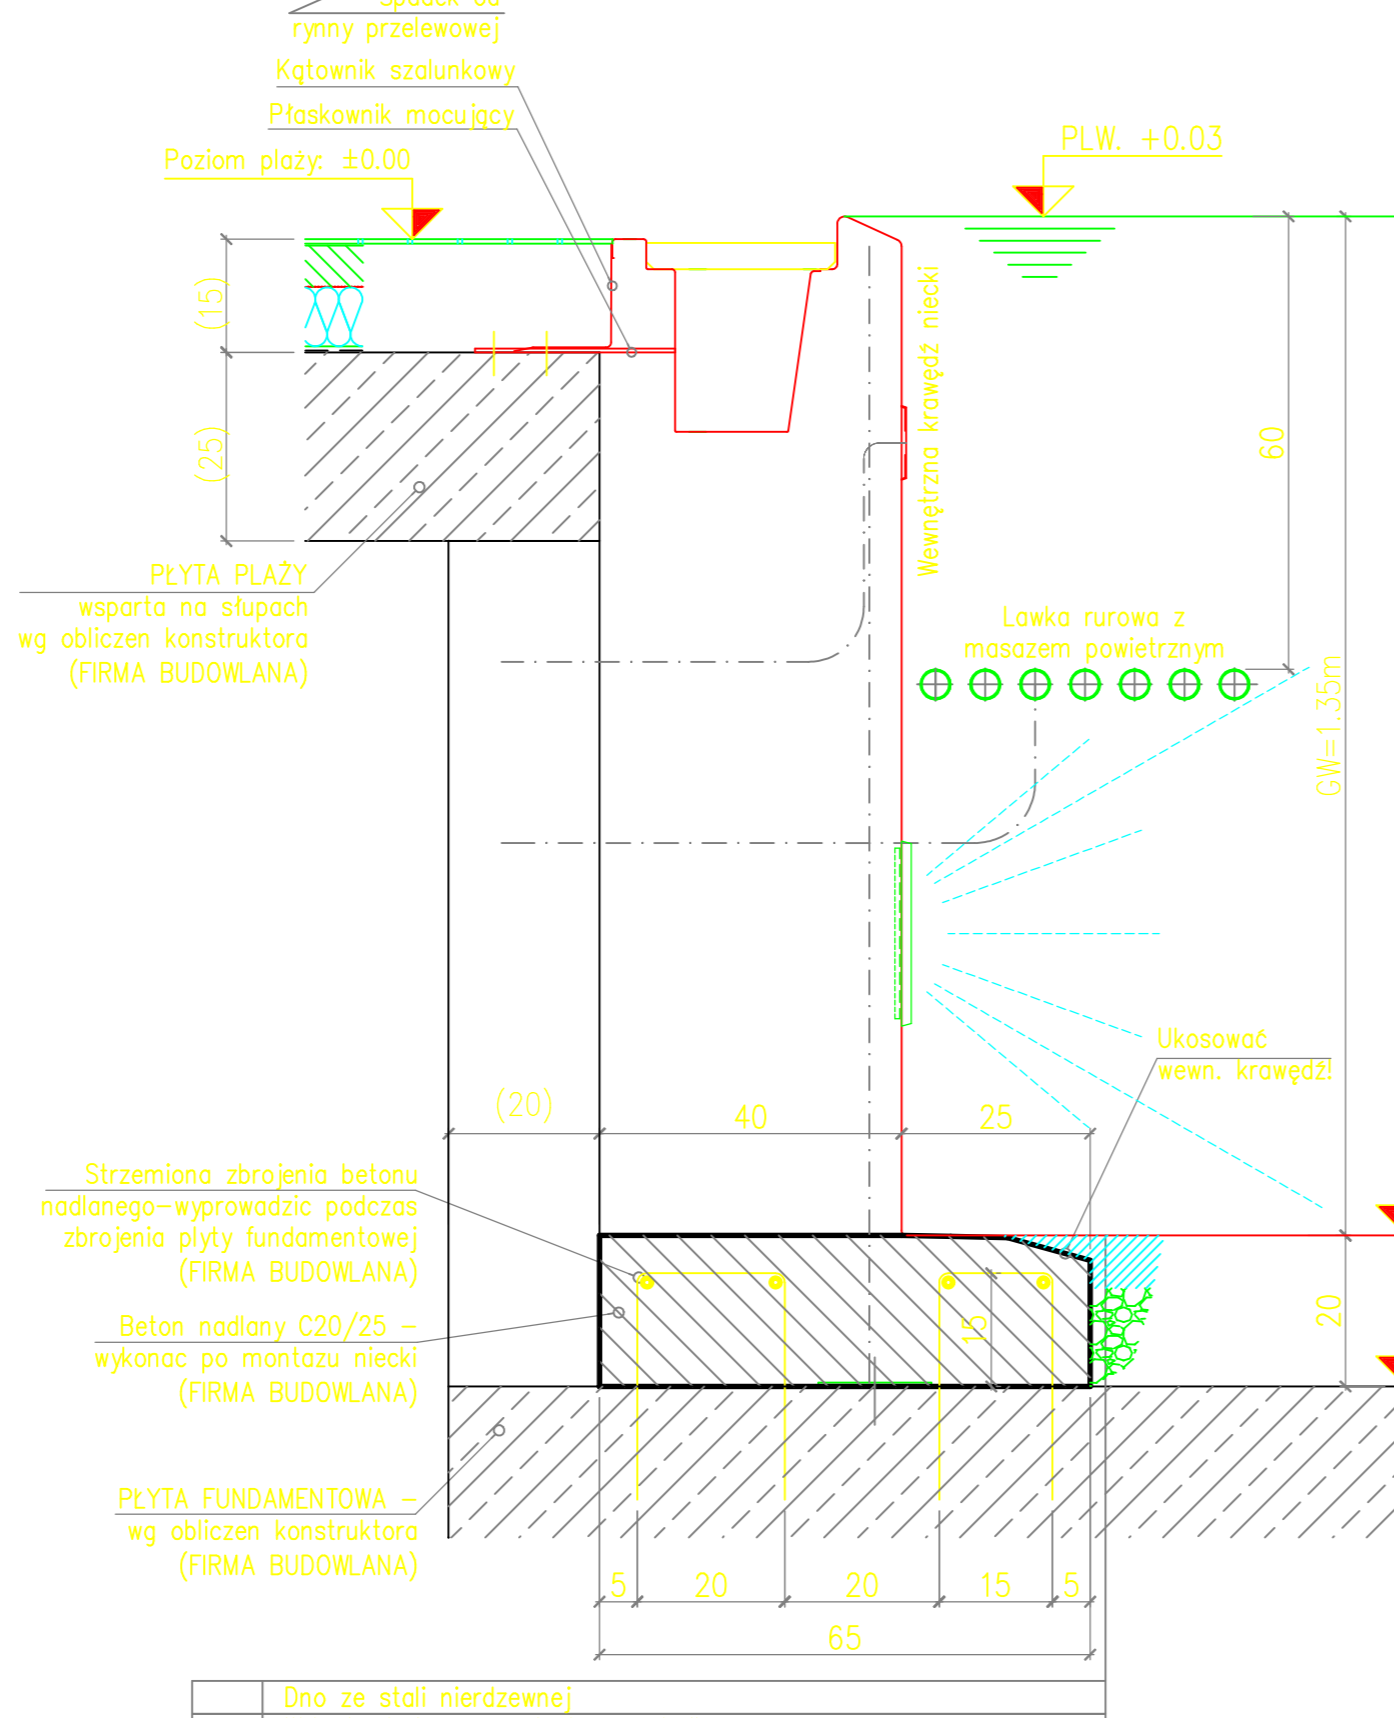 Spadek od
rynny przelewowej
Kątownik szalunkowy
Płaskownik mocujący
Poziom plaży: ±0.00
PLW. +0.03
(15)
(25)
Wewnętrzna krawędź niecki
60
GW=1.35m
PŁYTA PLAŻY
wsparta na słupach
wg obliczen konstruktora
(FIRMA BUDOWLANA)
Lawka rurowa z
masazem powietrznym
Ukosować
wewn. krawędź!
(20)
40
25
Strzemiona zbrojenia betonu
nadlanego-wyprowadzic podczas
zbrojenia plyty fundamentowej
(FIRMA BUDOWLANA)
Beton nadlany C20/25 -
wykonac po montazu niecki
(FIRMA BUDOWLANA)
15
20
PŁYTA FUNDAMENTOWA -
wg obliczen konstruktora
(FIRMA BUDOWLANA)
5
20
20
15
5
65
Dno ze stali nierdzewnej